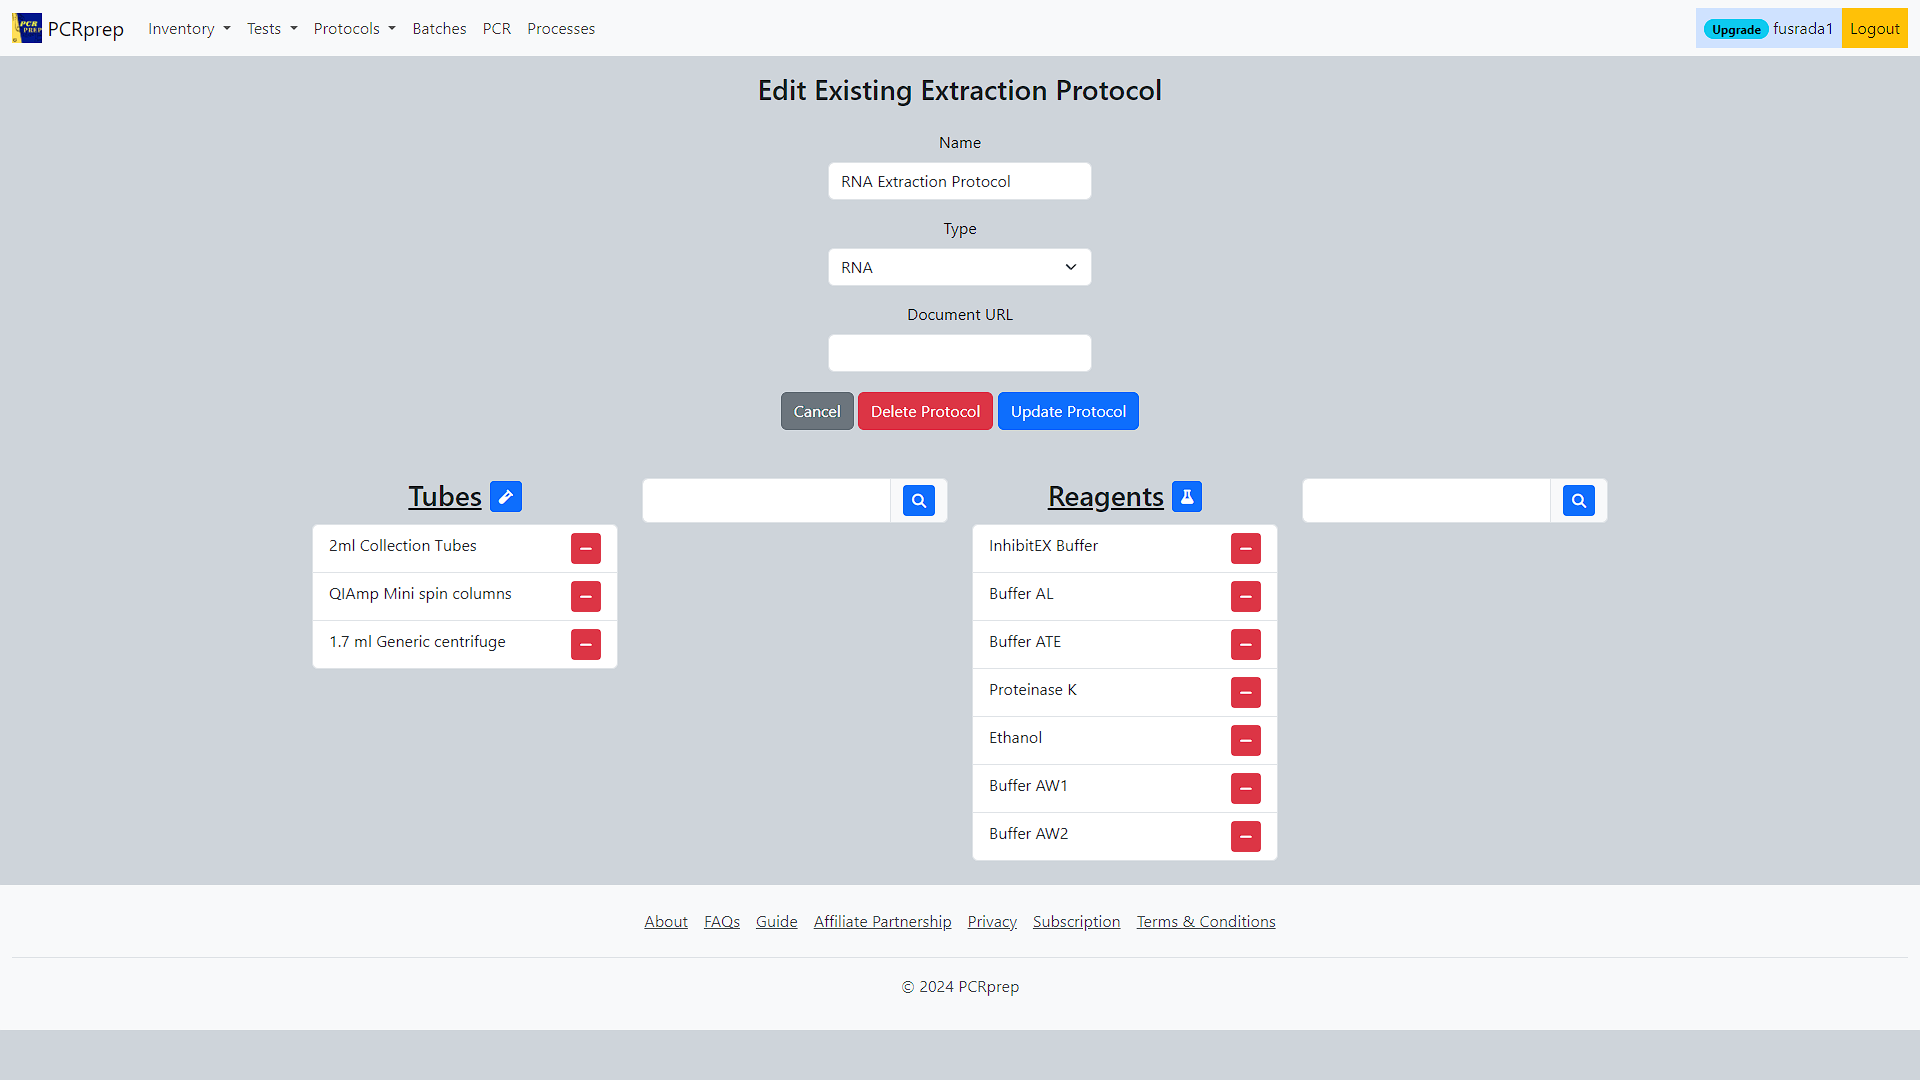 PCR PREP PCRprep Inventory Tests Protocols Batches PCR Processes Upgrade fusrada1 Logout
Edit Existing Extraction Protocol
Name
RNA Extraction Protocol
Type
RNA
Document URL
Cancel Delete Protocol Update Protocol
Tubes
2ml Collection Tubes
QIAmp Mini spin columns
1.7 ml Generic centrifuge
Reagents
InhibitEX Buffer
Buffer AL
Buffer ATE
Proteinase K
Ethanol
Buffer AW1
Buffer AW2
About FAQs Guide Affiliate Partnership Privacy Subscription Terms & Conditions
© 2024 PCRprep